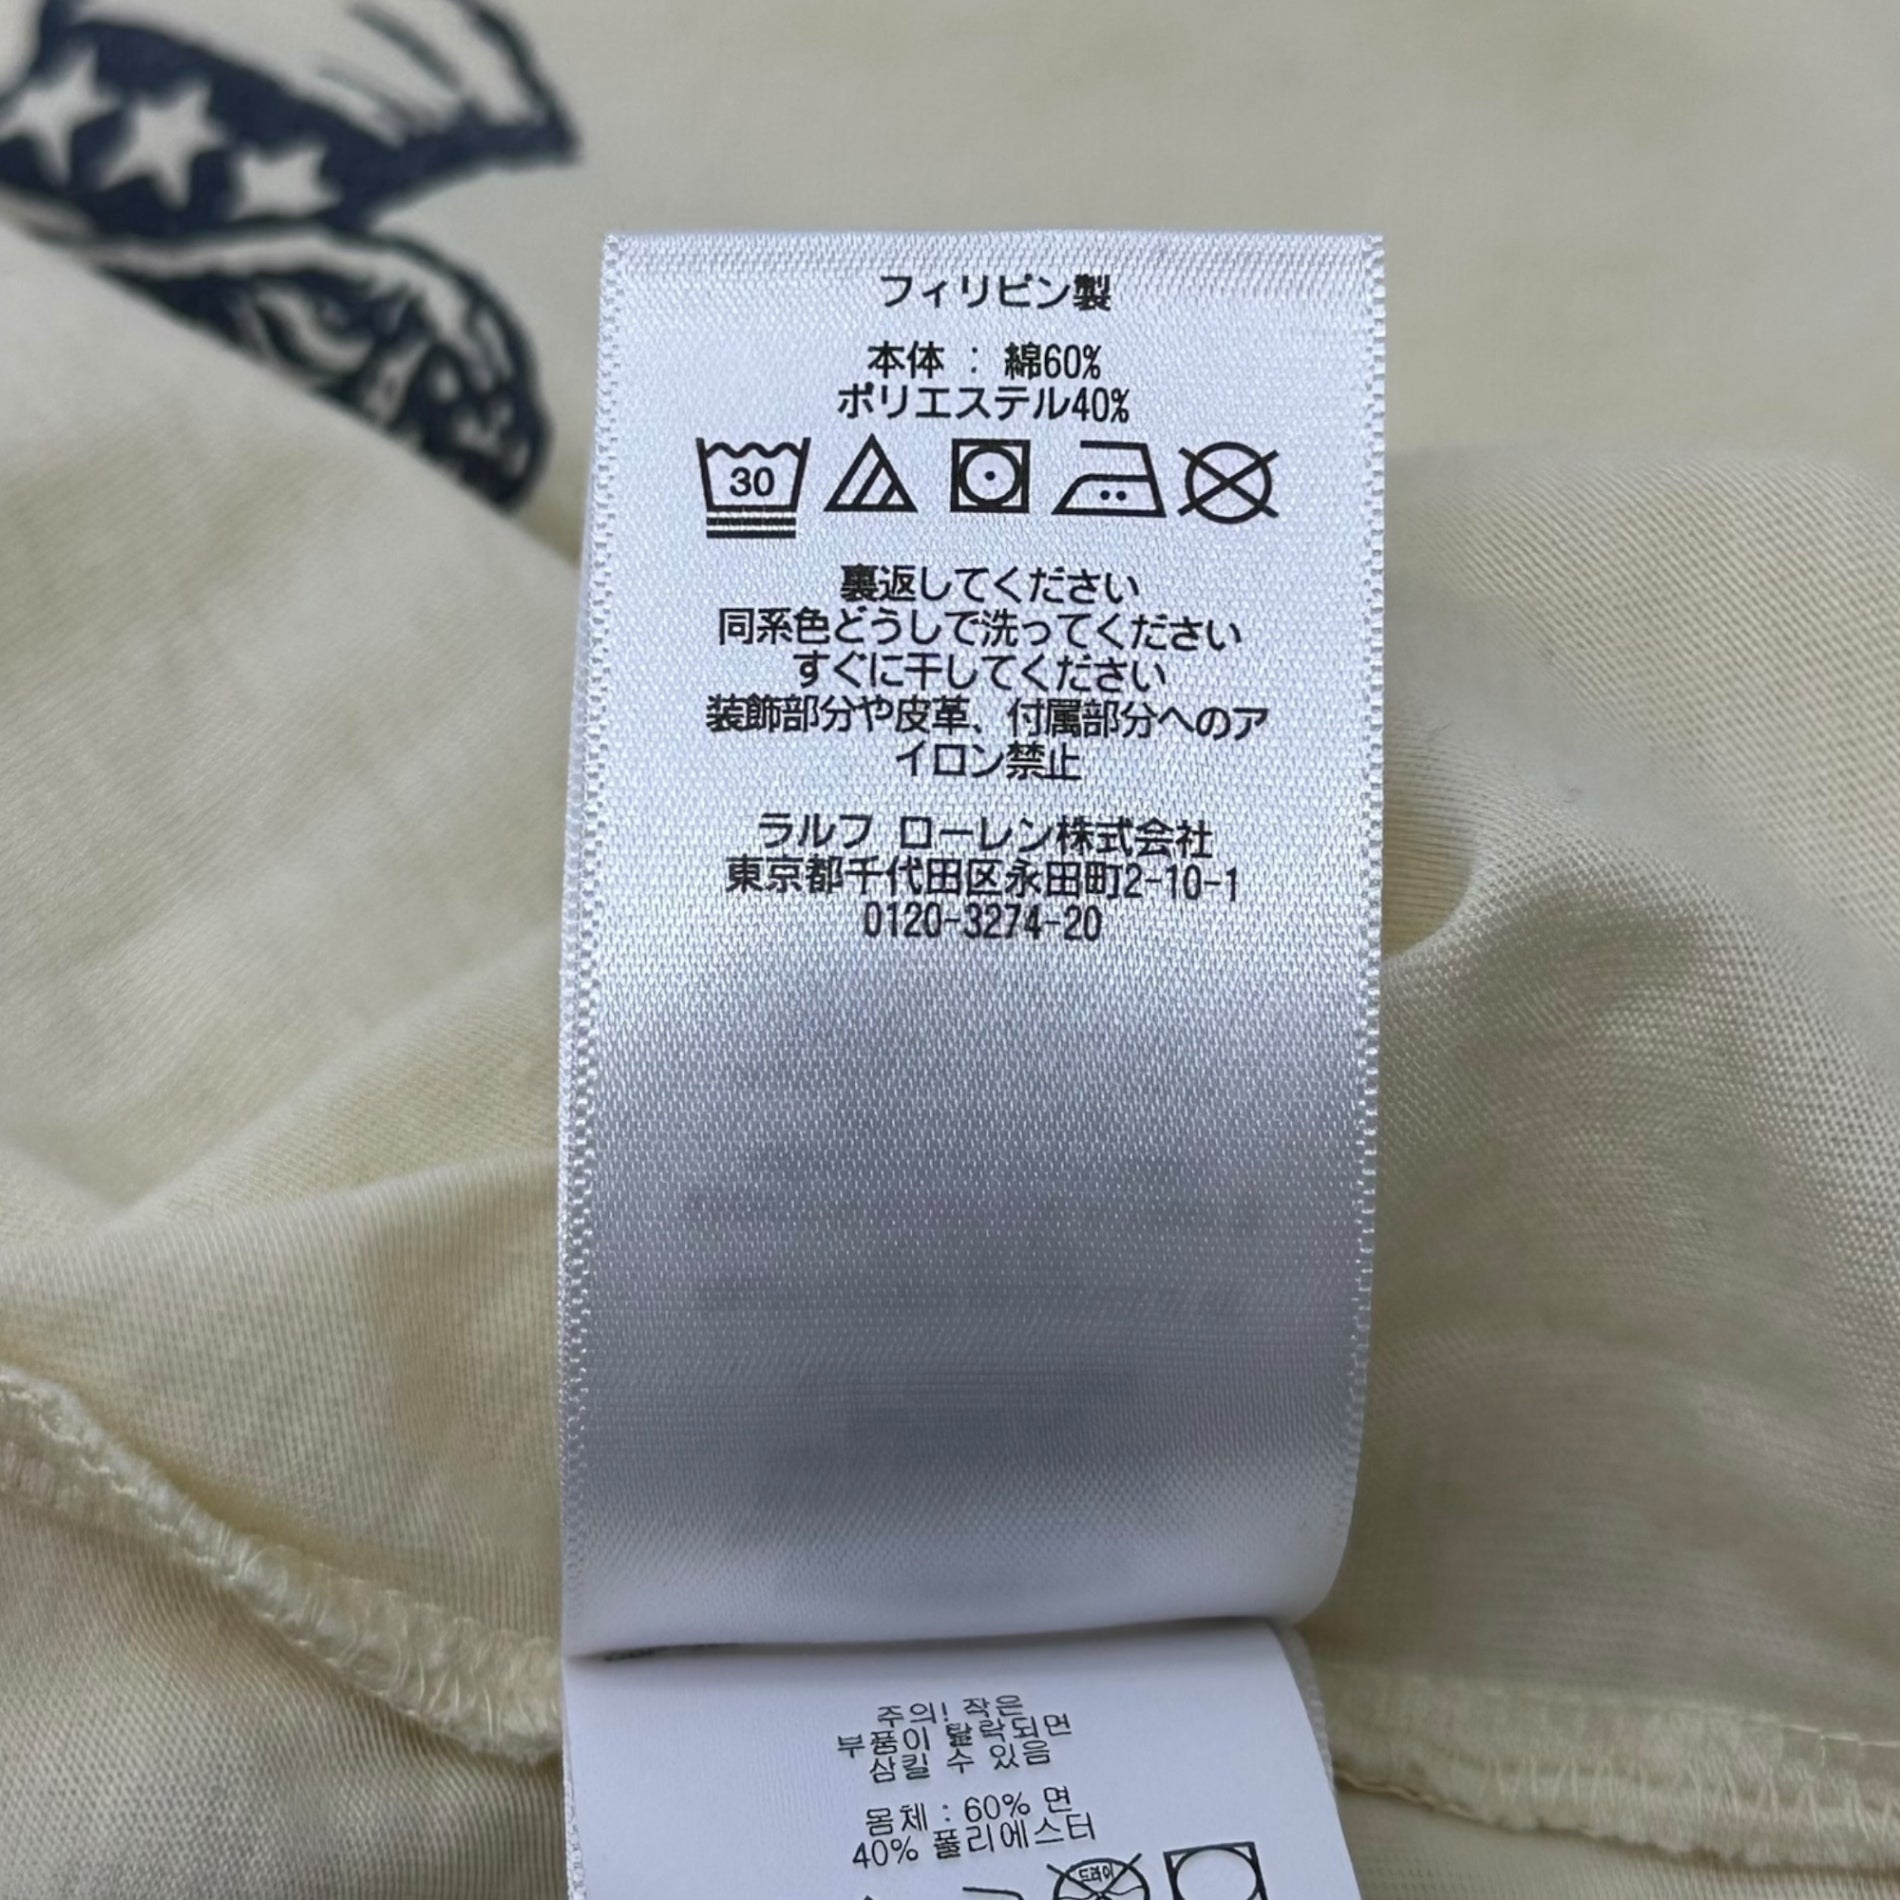 フィリピン製
本体 : 綿60%
ポリエステル40%
30
裏返してください
同系色どうしで洗ってください
すぐに干してください
装飾部分や皮革、付属部分へのア
イロン禁止
ラルフ ローレン株式会社
東京都千代田区永田町2-10-1
0120-3274-20
주의! 작은
부품이 탈락되면
삼킬 수 있음
몸체 : 60% 면
40% 폴리에스터
드라이